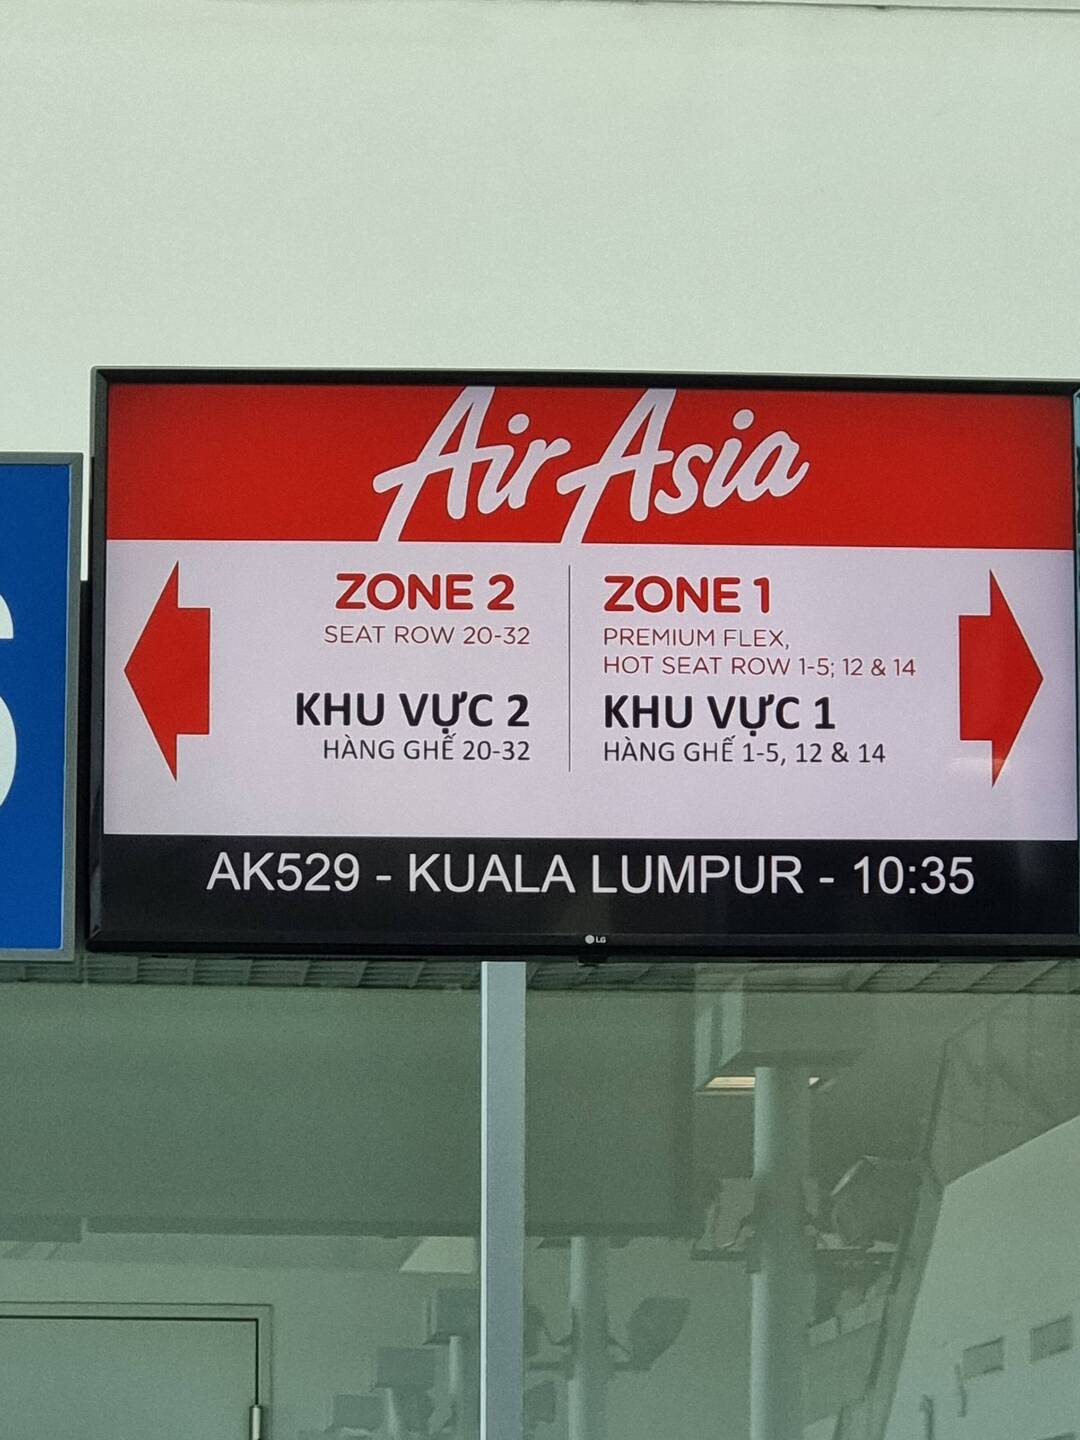 AirAsia
ZONE 2
SEAT ROW 20-32
KHU VỰC 2
HÀNG GHẾ 20-32
ZONE 1
PREMIUM FLEX,
HOT SEAT ROW 1-5; 12 & 14
KHU VỰC 1
HÀNG GHẾ 1-5, 12 & 14
AK529 - KUALA LUMPUR - 10:35
LG